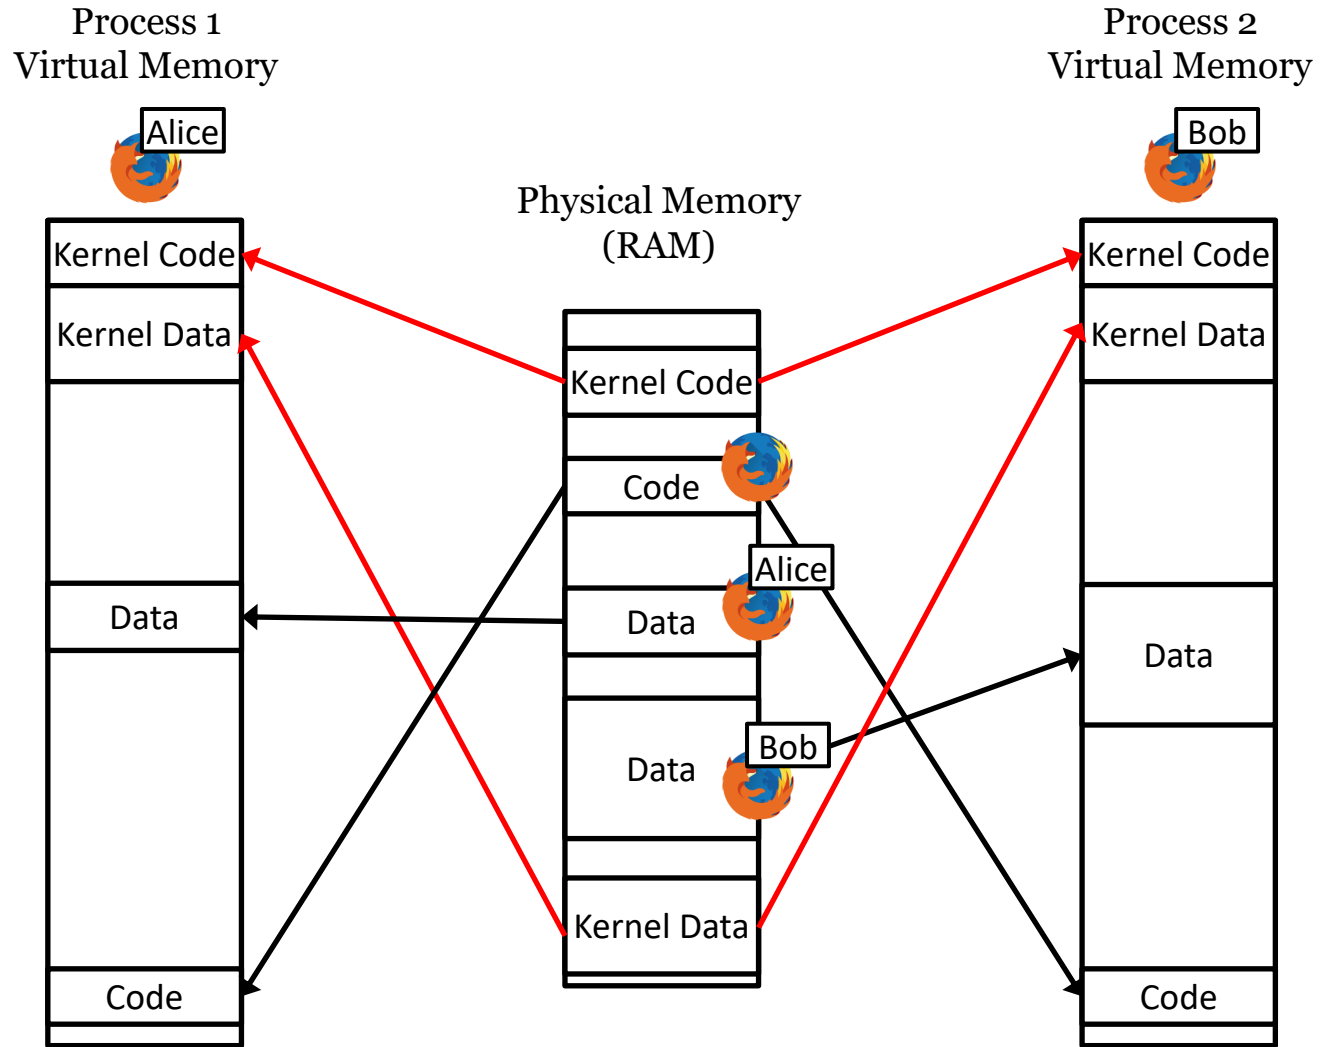 Process 1
Virtual Memory
Alice
Kernel Code
Kernel Data
Data
Code
Physical Memory
(RAM)
Kernel Code
Code
Alice
Data
Bob
Data
Kernel Data
Process 2
Virtual Memory
Bob
Kernel Code
Kernel Data
Data
Code